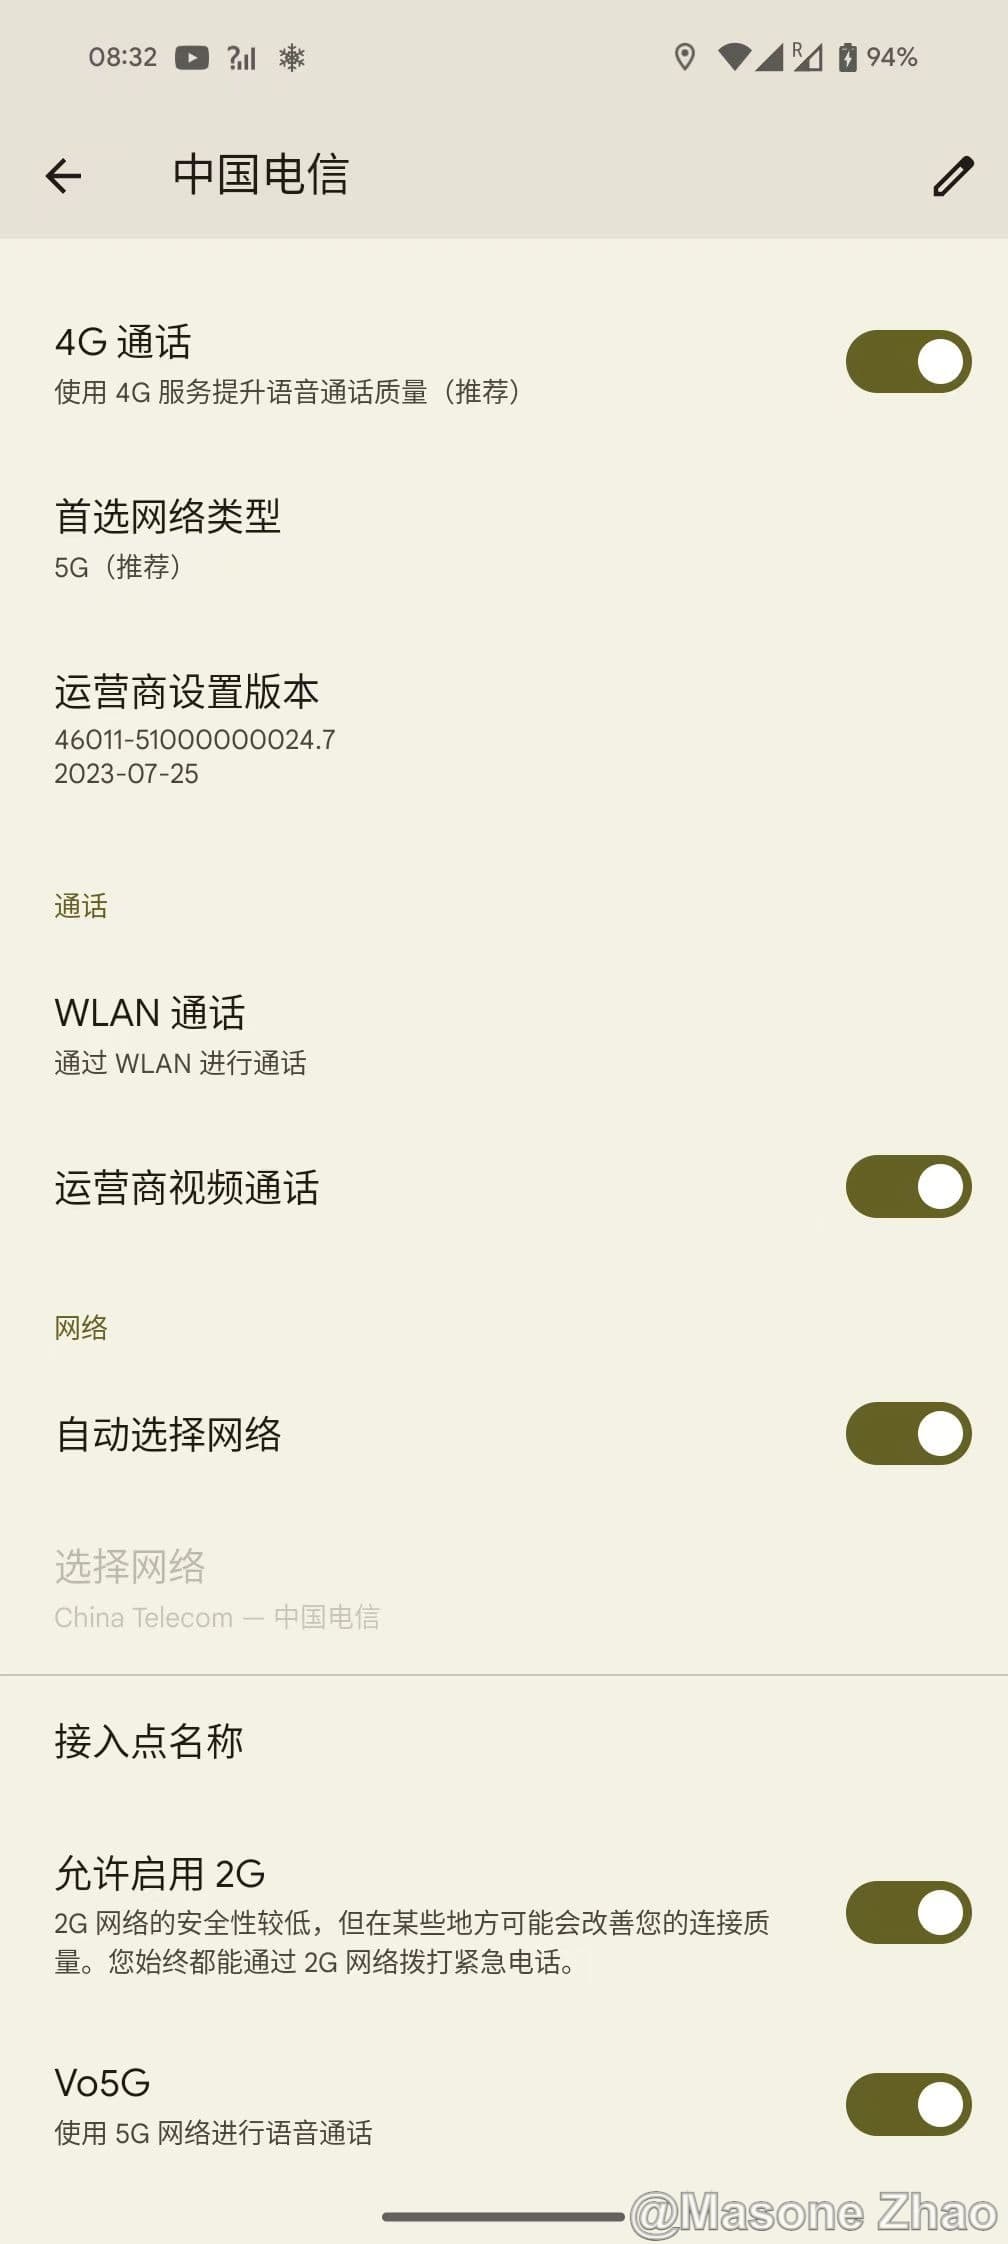 08:32
R
94%
中国电信
4G 通话
使用 4G 服务提升语音通话质量（推荐）
首选网络类型
5G（推荐）
运营商设置版本
46011-51000000024.7
2023-07-25
通话
WLAN 通话
通过 WLAN 进行通话
运营商视频通话
网络
自动选择网络
选择网络
China Telecom — 中国电信
接入点名称
允许启用 2G
2G 网络的安全性较低，但在某些地方可能会改善您的连接质
量。您始终都能通过 2G 网络拨打紧急电话。
Vo5G
使用 5G 网络进行语音通话
@Masone Zhao